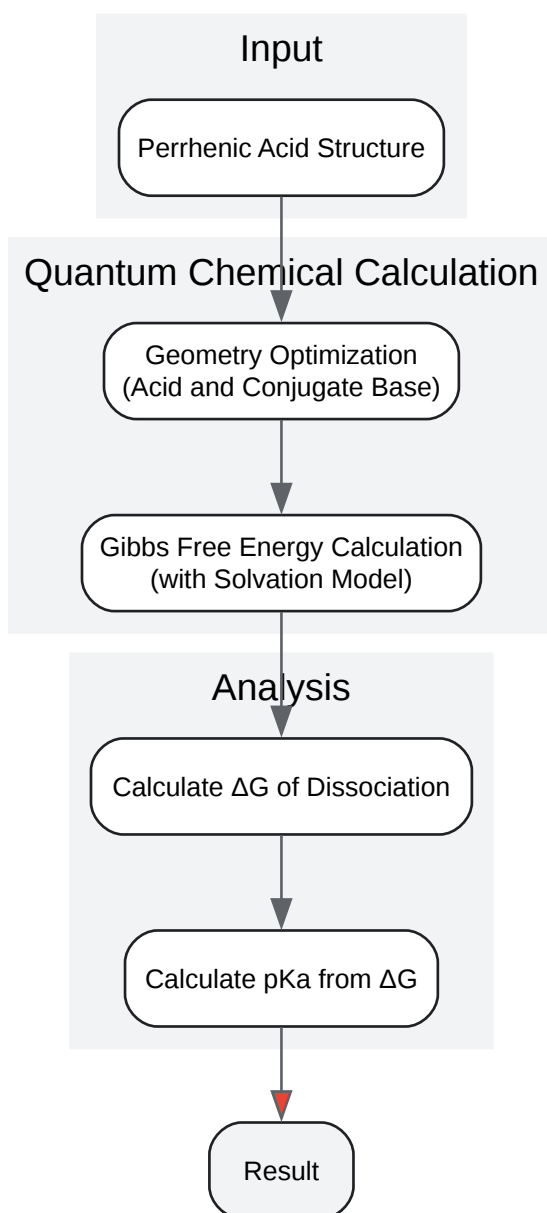 Input
Perrhenic Acid Structure
Quantum Chemical Calculation
Geometry Optimization
(Acid and Conjugate Base)
Gibbs Free Energy Calculation
(with Solvation Model)
Analysis
Calculate ΔG of Dissociation
Calculate pKa from ΔG
Result